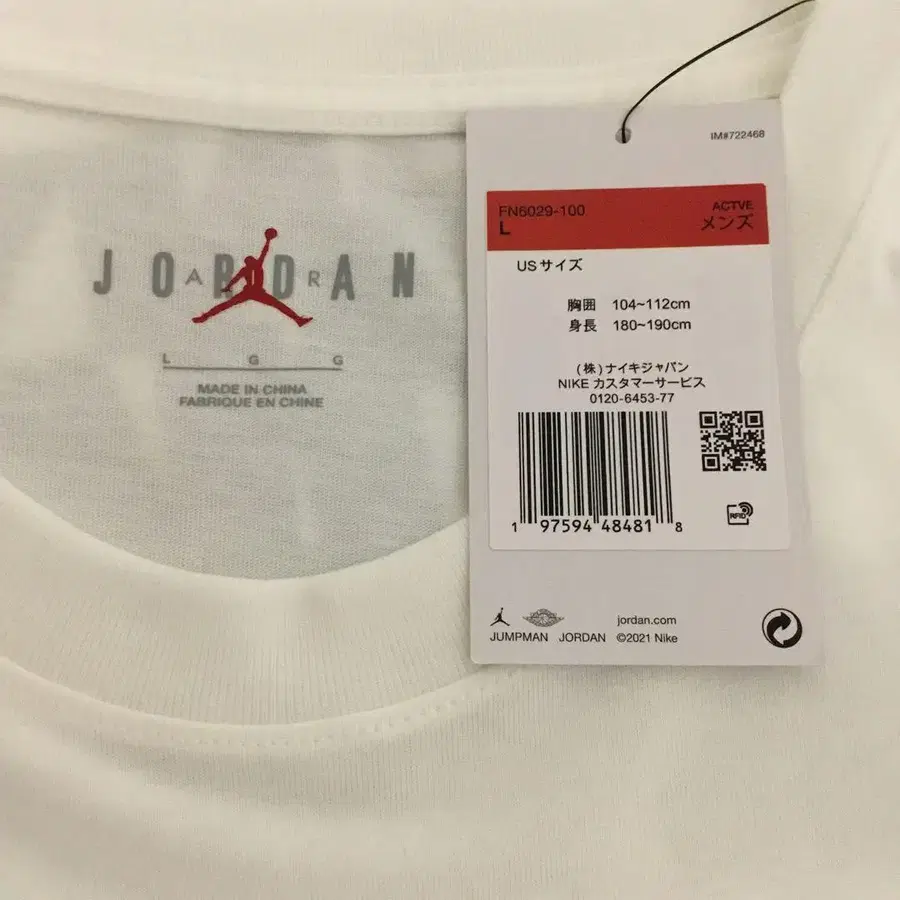 JORDAN
AIR
L G G
MADE IN CHINA
FABRIQUE EN CHINE
IM#722468
FN6029-100 ACTVE
L メンズ
USサイズ
胸囲 104~112cm
身長 180~190cm
(株)ナイキジャパン
NIKE カスタマーサービス
0120-6453-77
1 97594 48481 8
RFID
jordan.com
JUMPMAN JORDAN ©2021 Nike